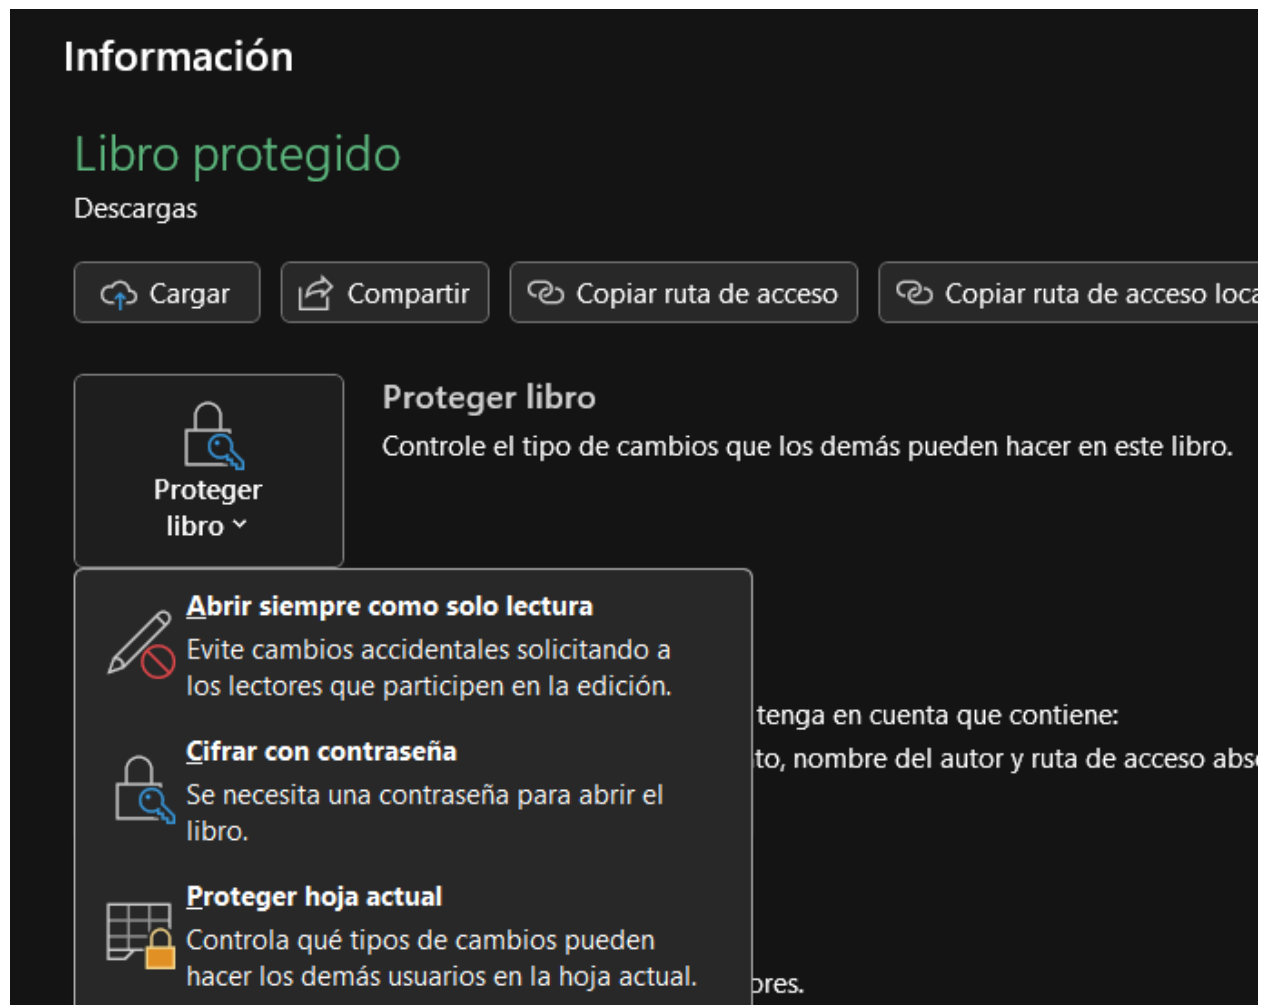 Información
Libro protegido
Descargas
Cargar
Compartir
Copiar ruta de acceso
Copiar ruta de acceso loca
Proteger libro
Proteger libro
Controle el tipo de cambios que los demás pueden hacer en este libro.
Abrir siempre como solo lectura
Evite cambios accidentales solicitando a
los lectores que participen en la edición.
tenga en cuenta que contiene:
Cifrar con contraseña
to, nombre del autor y ruta de acceso abs
Se necesita una contraseña para abrir el
libro.
Proteger hoja actual
Controla qué tipos de cambios pueden
hacer los demás usuarios en la hoja actual.
ores.